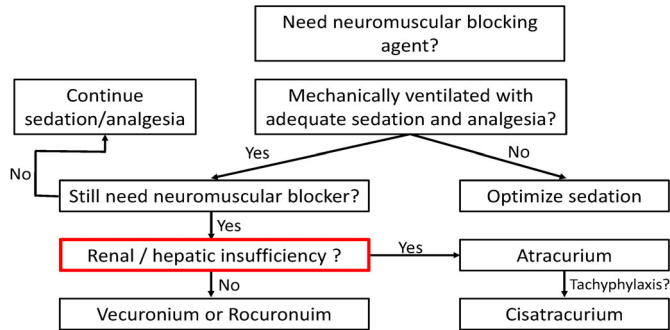 Need neuromuscular blocking
agent?
Continue
sedation/analgesia
Mechanically ventilated with
adequate sedation and analgesia?
Yes
No
No
Still need neuromuscular blocker?
Optimize sedation
Yes
Renal / hepatic insufficiency ?
Yes
Atracurium
No
Tachyphylaxis?
Vecuronium or Rocuronuim
Cisatracurium